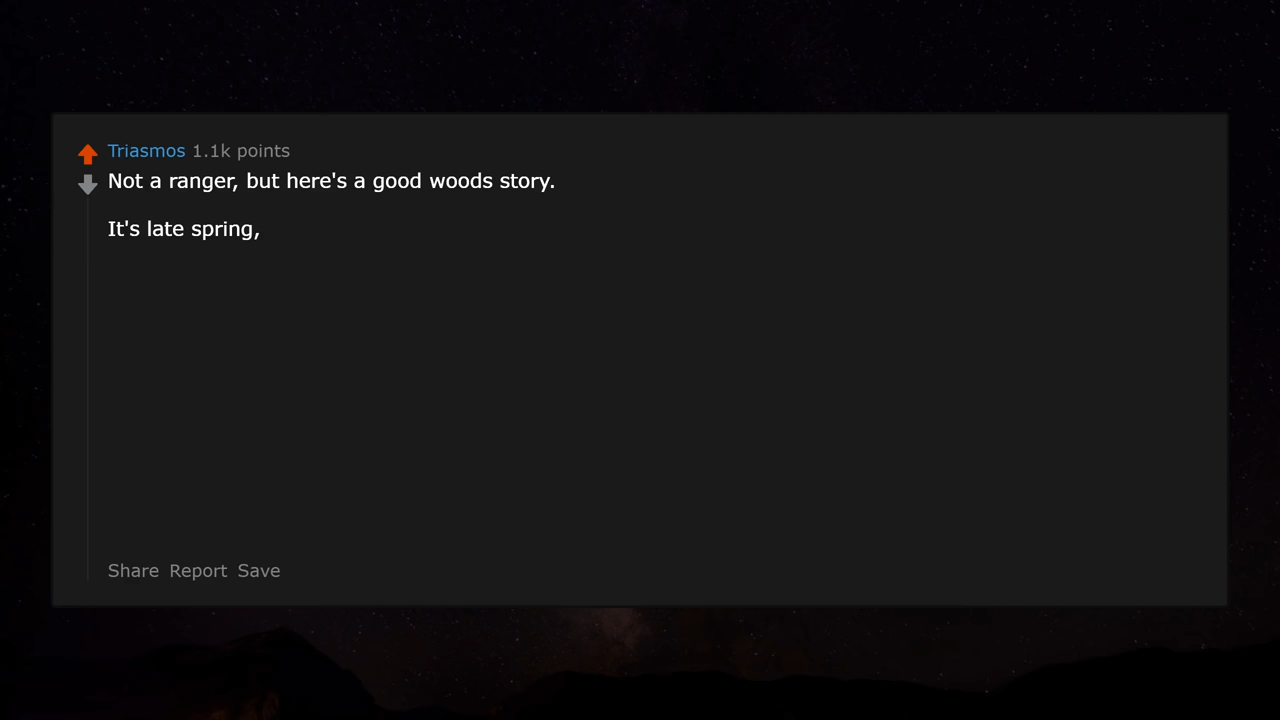 Triasmos 1.1k points
Not a ranger, but here's a good woods story.
It's late spring,
Share Report Save